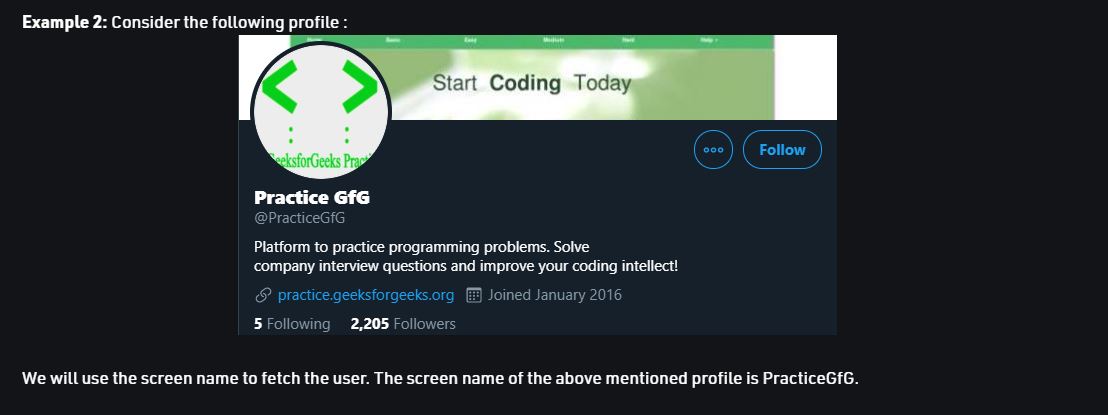 Example 2: Consider the following profile :
Home Basic Easy Medium Hard Help
Start Coding Today
< >
: :
GeeksforGeeks Pract
ooo Follow
Practice GfG
@PracticeGfG
Platform to practice programming problems. Solve
company interview questions and improve your coding intellect!
practice.geeksforgeeks.org Joined January 2016
5 Following 2,205 Followers
We will use the screen name to fetch the user. The screen name of the above mentioned profile is PracticeGfG.